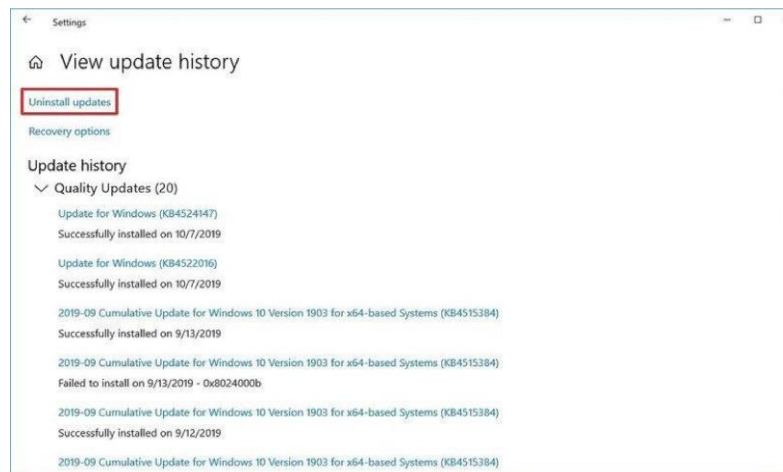 Settings
View update history
Uninstall updates
Recovery options
Update history
Quality Updates (20)
Update for Windows (KB4524147)
Successfully installed on 10/7/2019
Update for Windows (KB4522016)
Successfully installed on 10/7/2019
2019-09 Cumulative Update for Windows 10 Version 1903 for x64-based Systems (KB4515384)
Successfully installed on 9/13/2019
2019-09 Cumulative Update for Windows 10 Version 1903 for x64-based Systems (KB4515384)
Failed to install on 9/13/2019 - 0x8024000b
2019-09 Cumulative Update for Windows 10 Version 1903 for x64-based Systems (KB4515384)
Successfully installed on 9/12/2019
2019-09 Cumulative Update for Windows 10 Version 1903 for x64-based Systems (KB4515384)